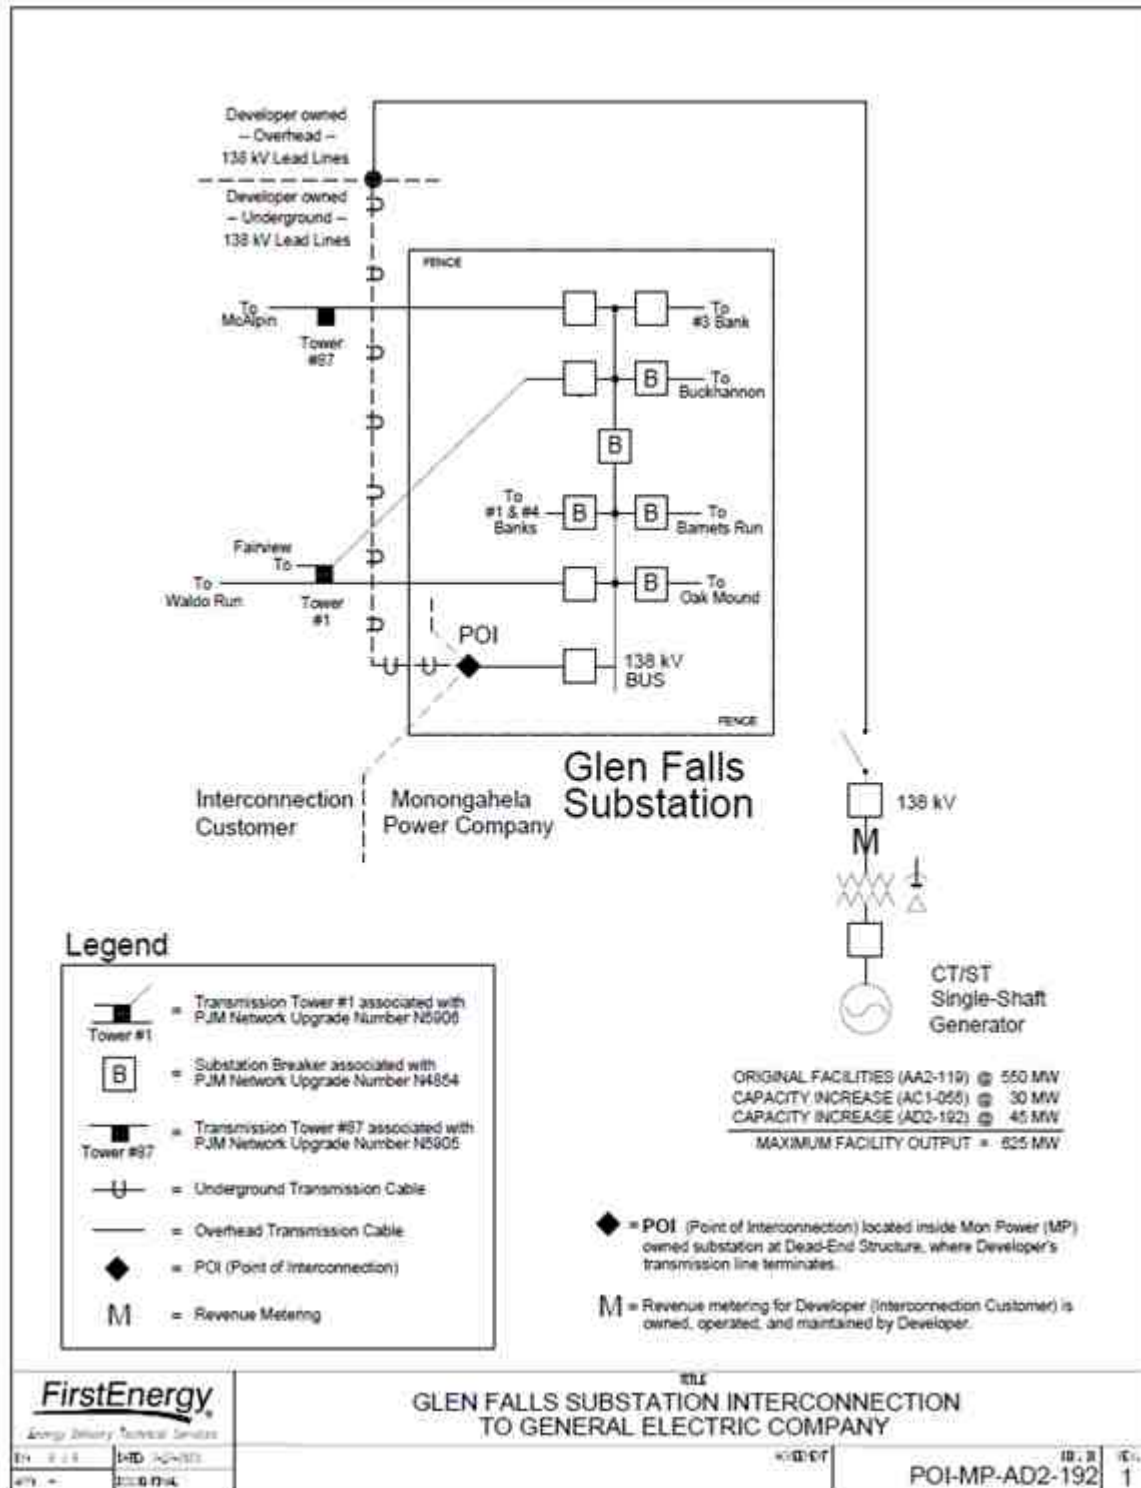 Developer owned
-- Overhead --
138 kV Lead Lines
Developer owned
-- Underground --
138 kV Lead Lines
FENCE
To
McAlpin
Tower
#87
To
#3 Bank
B
To
Buckhannon
B
To
#1 & #4
Banks
B
B
To
Barnets Run
Fairview
To
To
Waldo Run
Tower
#1
B
To
Oak Mound
POI
138 kV
BUS
FENCE
Glen Falls
Substation
Interconnection
Customer
Monongahela
Power Company
138 kV
M
CT/ST
Single-Shaft
Generator
ORIGINAL FACILITIES (AA2-119) @ 550 MW
CAPACITY INCREASE (AC1-055) @ 30 MW
CAPACITY INCREASE (AD2-192) @ 45 MW
MAXIMUM FACILITY OUTPUT = 625 MW
Legend
Tower #1
= Transmission Tower #1 associated with
PJM Network Upgrade Number N5906
B
= Substation Breaker associated with
PJM Network Upgrade Number N4854
Tower #87
= Transmission Tower #87 associated with
PJM Network Upgrade Number N5905
U = Underground Transmission Cable
= Overhead Transmission Cable
= POI (Point of Interconnection)
M = Revenue Metering
= POI (Point of Interconnection) located inside Mon Power (MP)
owned substation at Dead-End Structure, where Developer's
transmission line terminates.
M = Revenue metering for Developer (Interconnection Customer) is
owned, operated, and maintained by Developer.
FirstEnergy
Energy Delivery Technical Services
TITLE
GLEN FALLS SUBSTATION INTERCONNECTION
TO GENERAL ELECTRIC COMPANY
POI-MP-AD2-192
1